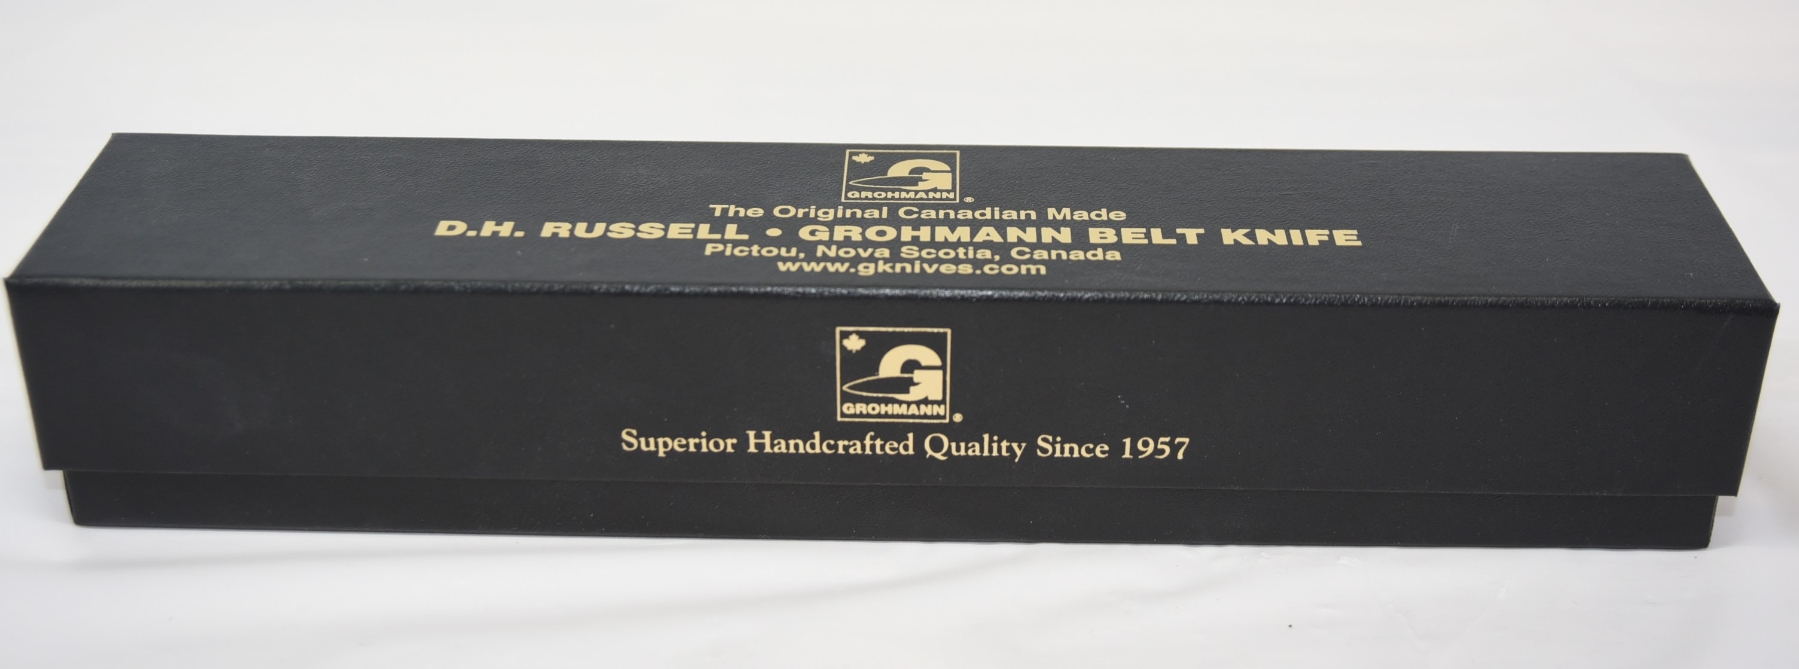 GROHMANN ®
The Original Canadian Made
D.H. RUSSELL • GROHMANN BELT KNIFE
Pictou, Nova Scotia, Canada
www.gknives.com
G
GROHMANN ®
Superior Handcrafted Quality Since 1957